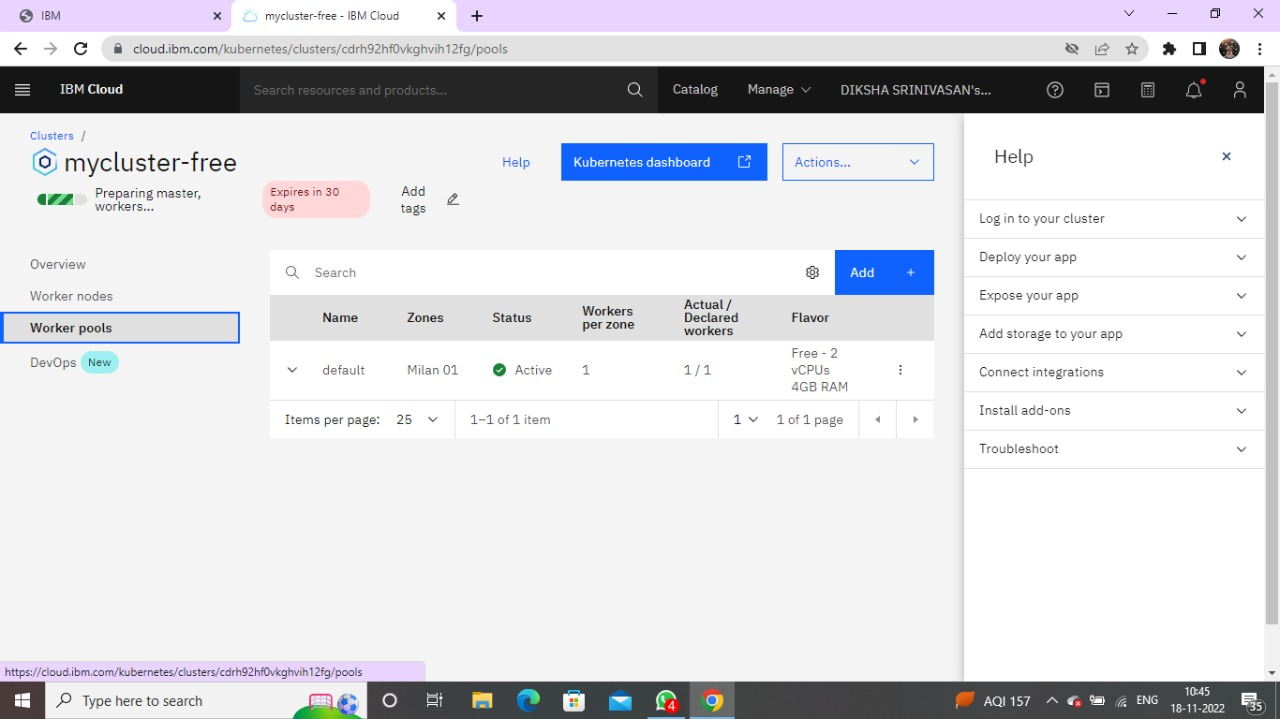 IBM
mycluster-free - IBM Cloud
cloud.ibm.com/kubernetes/clusters/cdrh92hf0vkghvih12fg/pools
IBM Cloud
Search resources and products...
Catalog
Manage
DIKSHA SRINIVASAN's...
Clusters /
mycluster-free
Preparing master,
workers...
Expires in 30
days
Add
tags
Help
Kubernetes dashboard
Actions...
Overview
Worker nodes
Worker pools
DevOps New
Search
Add +
Name
Zones
Status
Workers
per zone
Actual /
Declared
workers
Flavor
default
Milan 01
Active
1
1 / 1
Free - 2
vCPUs
4GB RAM
Items per page: 25
1–1 of 1 item
1
1 of 1 page
Help
Log in to your cluster
Deploy your app
Expose your app
Add storage to your app
Connect integrations
Install add-ons
Troubleshoot
https://cloud.ibm.com/kubernetes/clusters/cdrh92hf0vkghvih12fg/pools
Type here to search
4
AQI 157
ENG
10:45
18-11-2022
35